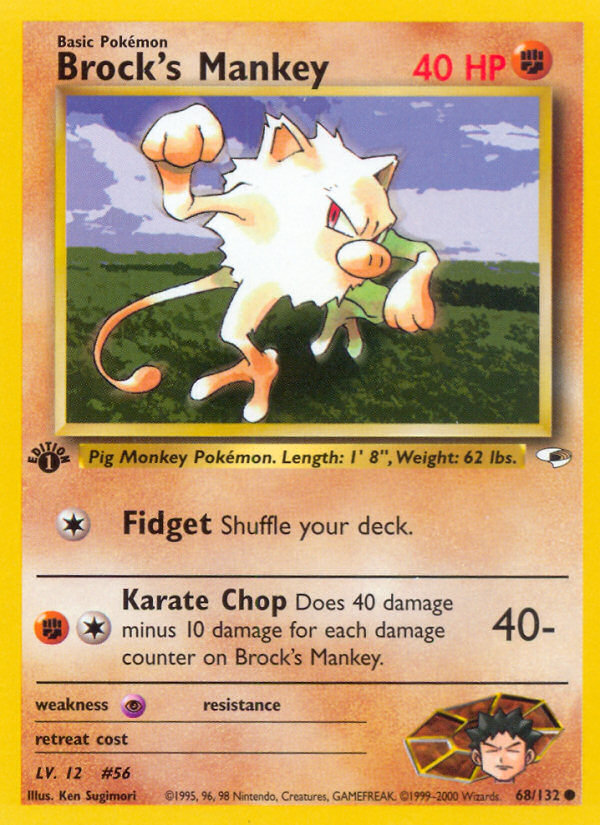 Basic Pokémon
Brock's Mankey 40 HP
EDITION 1
Pig Monkey Pokémon. Length: 1' 8", Weight: 62 lbs.
Fidget Shuffle your deck.
Karate Chop Does 40 damage
minus 10 damage for each damage
counter on Brock's Mankey.
40-
weakness resistance
retreat cost
LV. 12 #56
Illus. Ken Sugimori ©1995, 96, 98 Nintendo, Creatures, GAMEFREAK. ©1999-2000 Wizards. 68/132